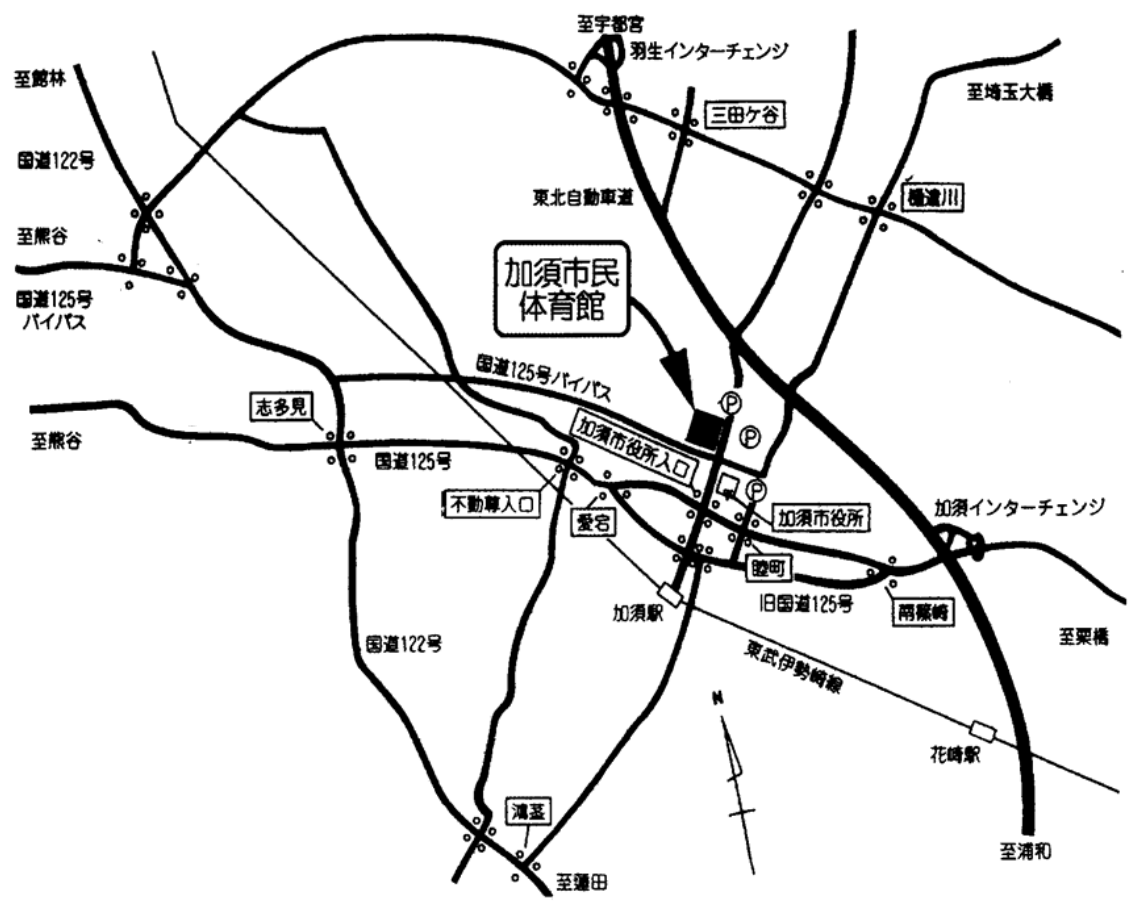 至宇都宮
羽生インターチェンジ
至館林
至埼玉大橋
三田ケ谷
国道122号
東北自動車道
樋遣川
至熊谷
加須市民
体育館
国道125号
バイパス
国道125号バイパス
志多見
P
至熊谷
国道125号
加須市役所入口
P
P
不動尊入口
愛宕
加須市役所
加須インターチェンジ
睦町
加須駅
旧国道125号
南篠崎
至栗橋
国道122号
東武伊勢崎線
N
花崎駅
鴻茎
至浦和
至蓮田